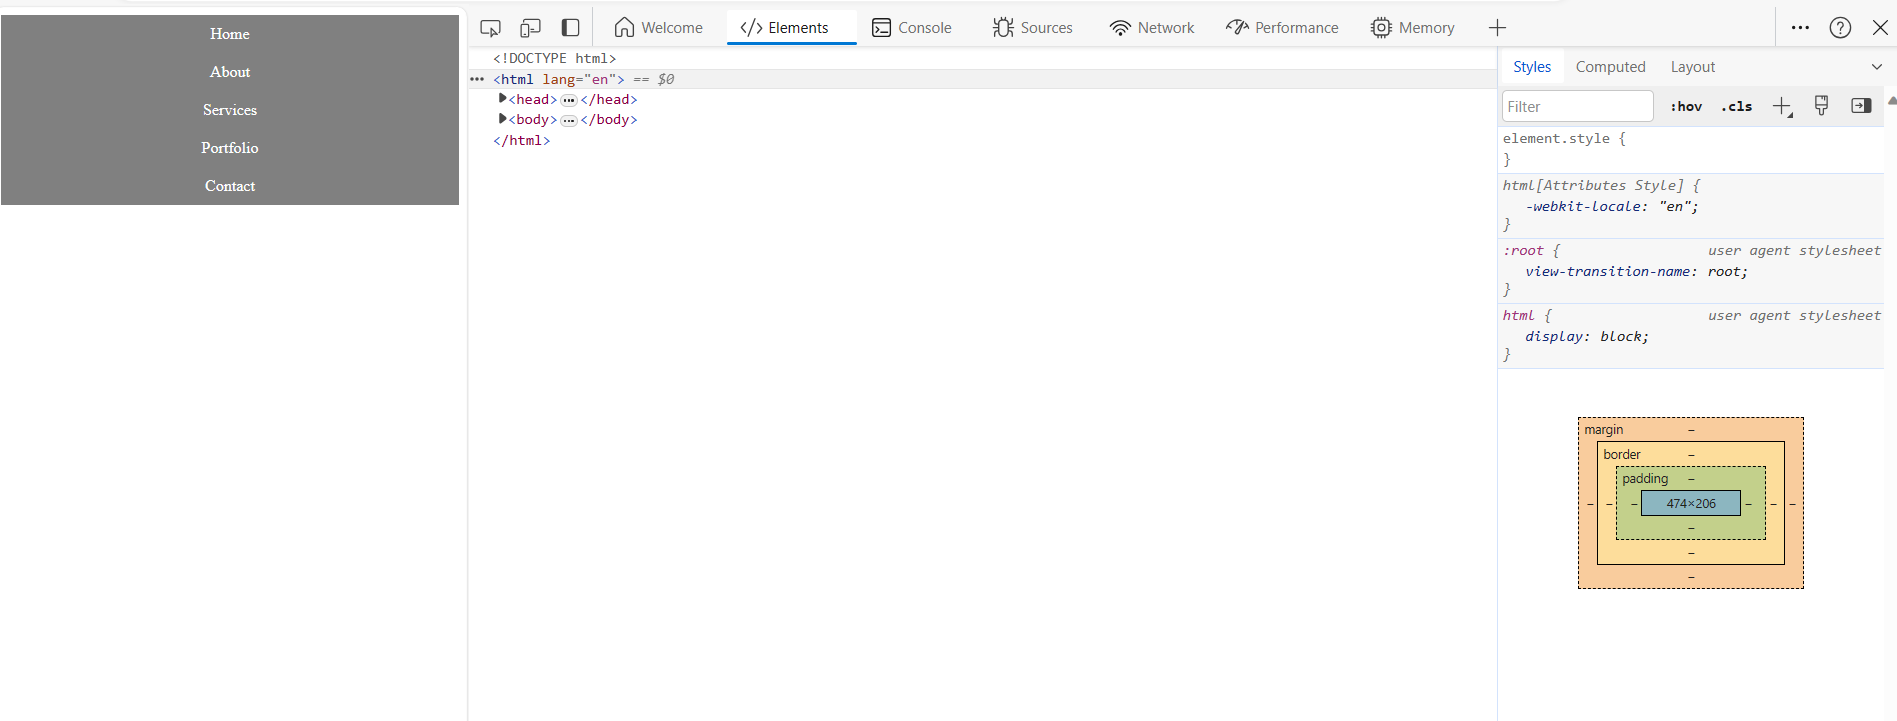 Home
About
Services
Portfolio
Contact
Welcome
</> Elements
Console
Sources
Network
Performance
Memory
<!DOCTYPE html>
<html lang="en"> == $0
<head>…</head>
<body>…</body>
</html>
Styles Computed Layout
Filter :hov .cls
element.style {
}
html[Attributes Style] {
-webkit-locale: "en";
}
:root { user agent stylesheet
view-transition-name: root;
}
html { user agent stylesheet
display: block;
}
margin –
border –
padding –
– – – 474×206 – – –
–
–
–